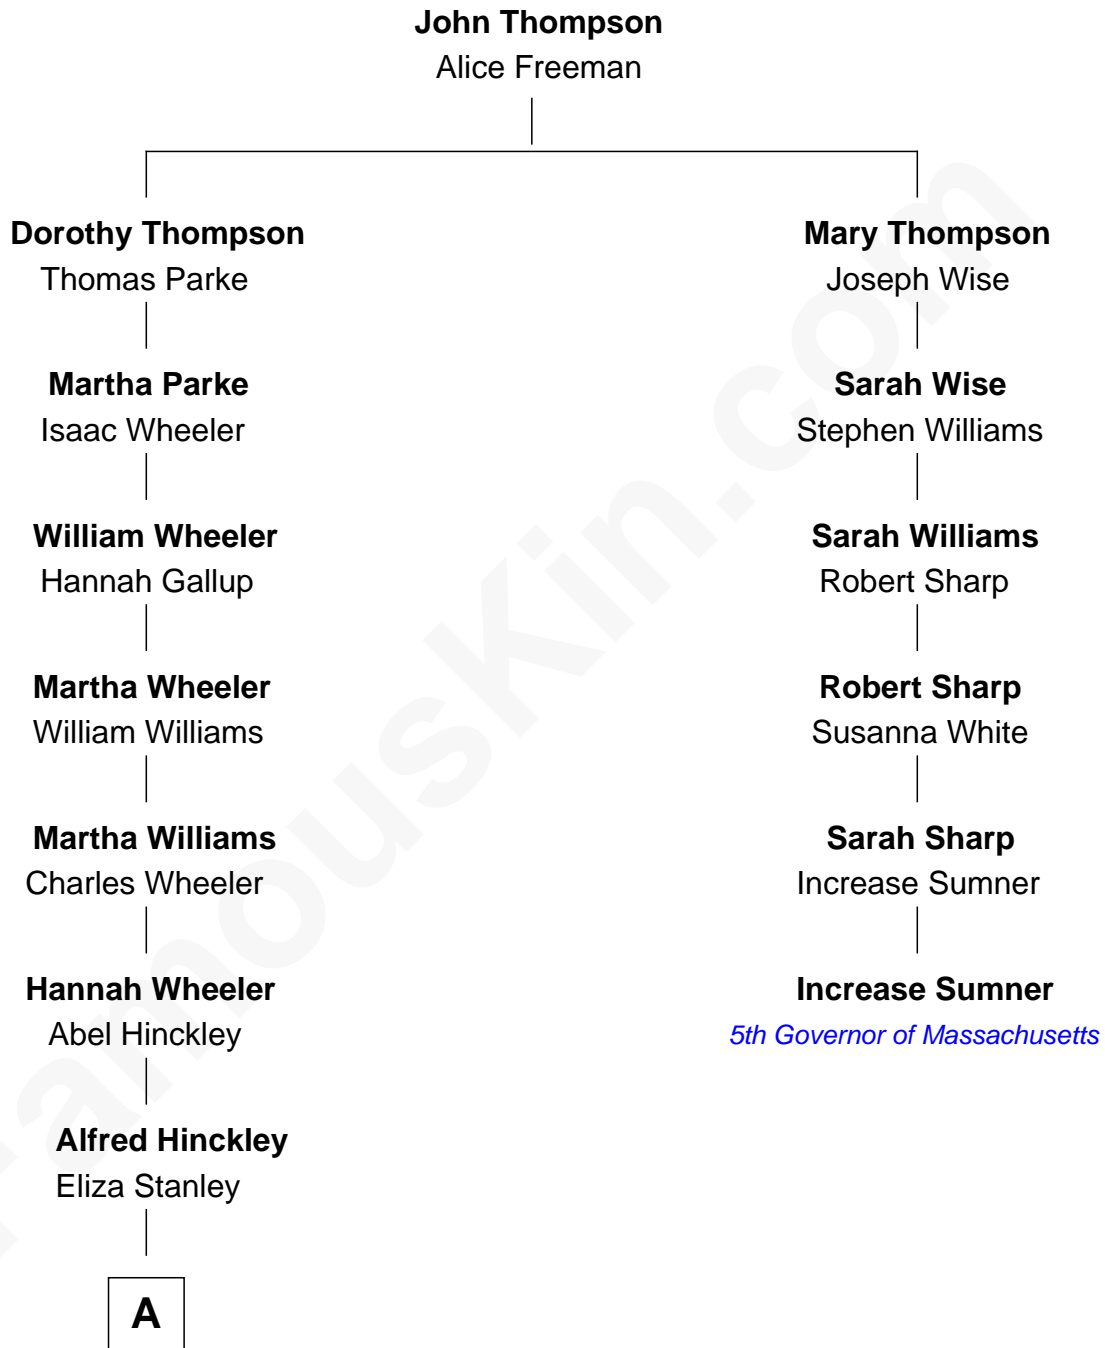 John Thompson
Alice Freeman
Dorothy Thompson
Thomas Parke
Mary Thompson
Joseph Wise
Martha Parke
Isaac Wheeler
Sarah Wise
Stephen Williams
William Wheeler
Hannah Gallup
Sarah Williams
Robert Sharp
Martha Wheeler
William Williams
Robert Sharp
Susanna White
Martha Williams
Charles Wheeler
Sarah Sharp
Increase Sumner
Hannah Wheeler
Abel Hinckley
Increase Sumner
5th Governor of Massachusetts
Alfred Hinckley
Eliza Stanley
A
FamousKin.com